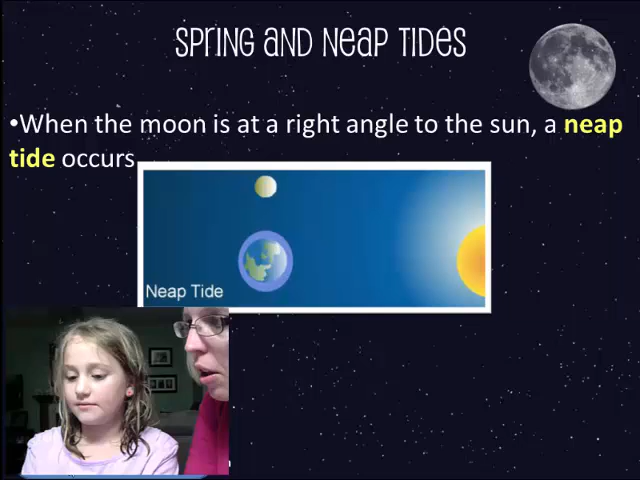 Spring and Neap Tides
•When the moon is at a right angle to the sun, a neap
tide occurs
Neap Tide